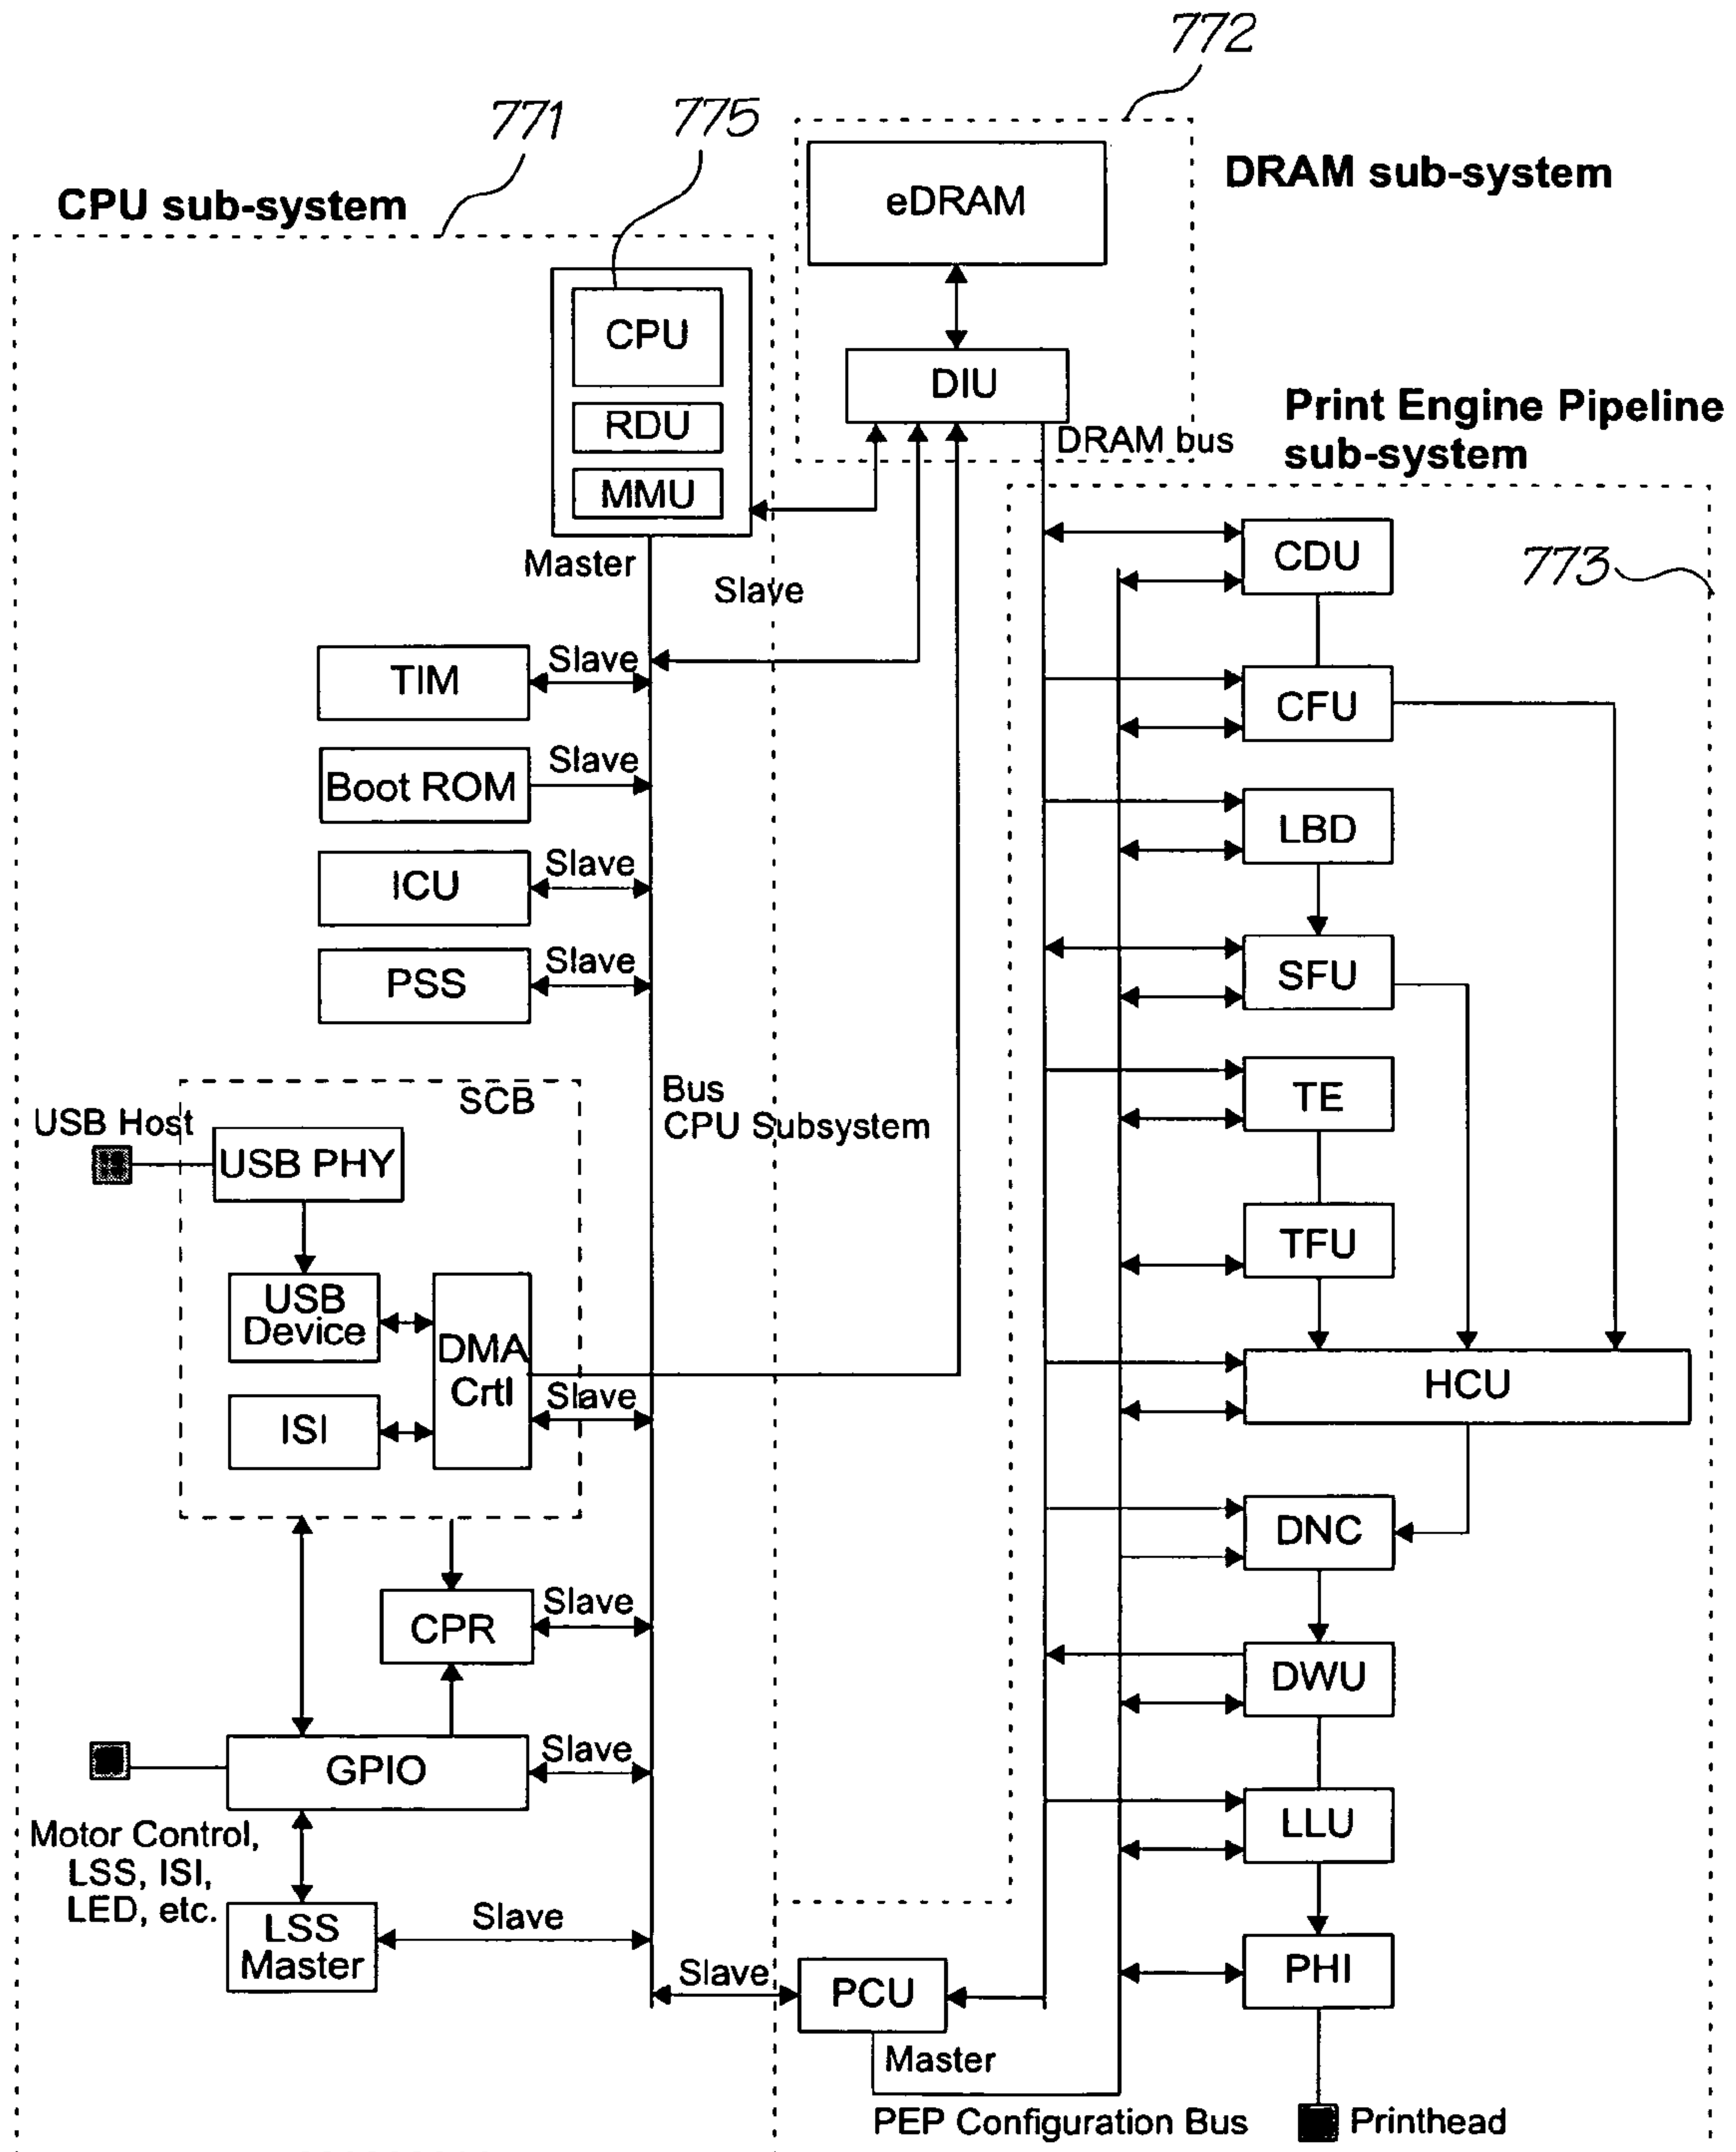 772
771
775
CPU sub-system
DRAM sub-system
eDRAM
CPU
RDU
MMU
DIU
DRAM bus
Print Engine Pipeline
sub-system
773
Master
Slave
TIM
Slave
Boot ROM
Slave
ICU
Slave
PSS
Slave
SCB
USB Host
USB PHY
USB
Device
DMA
Crtl
ISI
Slave
Bus
CPU Subsystem
CPR
Slave
GPIO
Slave
Motor Control,
LSS, ISI,
LED, etc.
LSS
Master
Slave
Slave
PCU
Master
PEP Configuration Bus
CDU
CFU
LBD
SFU
TE
TFU
HCU
DNC
DWU
LLU
PHI
Printhead